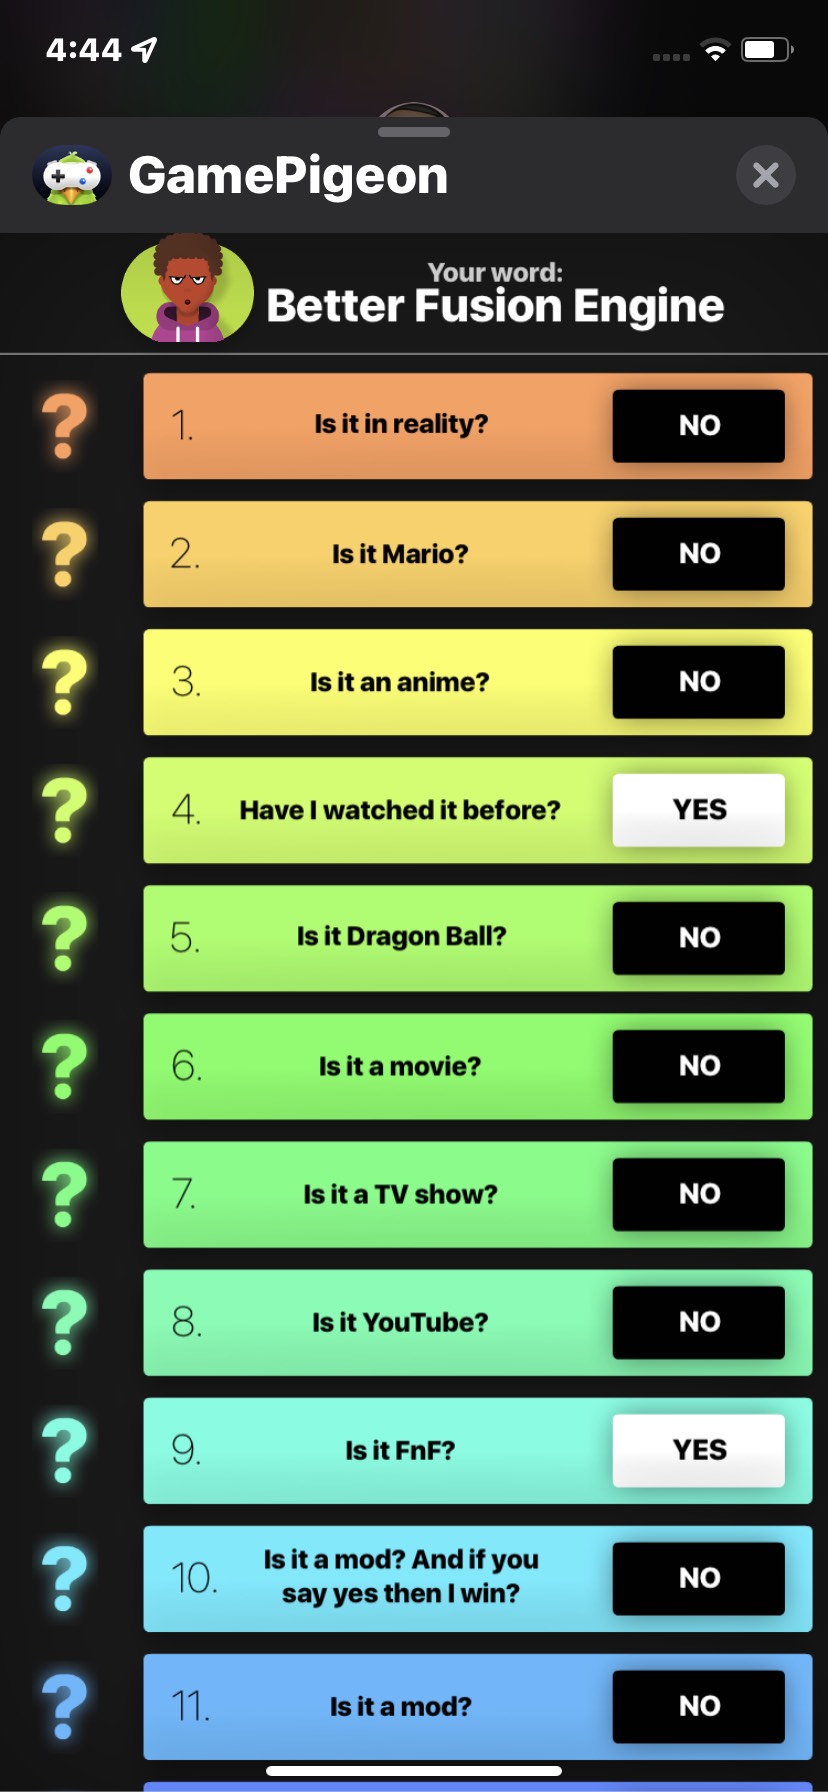 4:44
GamePigeon
Your word:
Better Fusion Engine
1. Is it in reality? NO
2. Is it Mario? NO
3. Is it an anime? NO
4. Have I watched it before? YES
5. Is it Dragon Ball? NO
6. Is it a movie? NO
7. Is it a TV show? NO
8. Is it YouTube? NO
9. Is it FnF? YES
10. Is it a mod? And if you
say yes then I win? NO
11. Is it a mod? NO